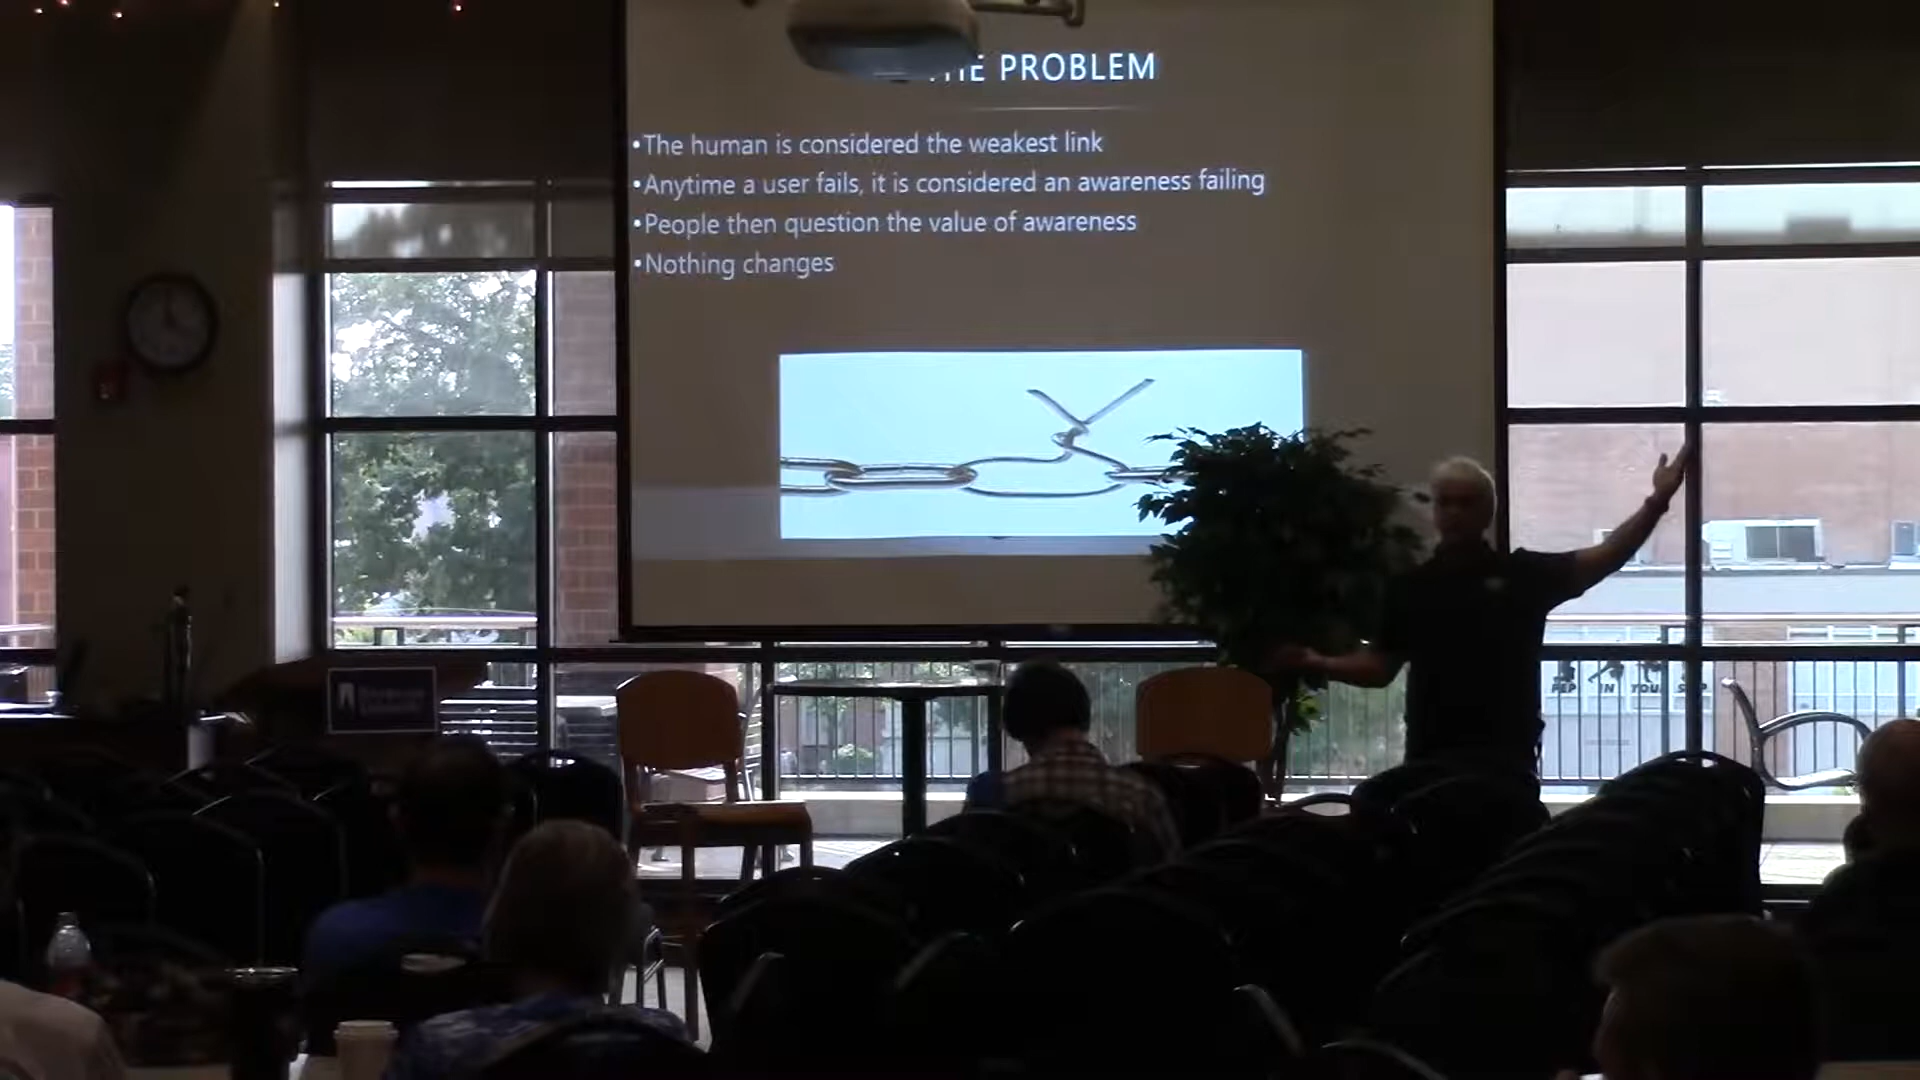 THE PROBLEM
•The human is considered the weakest link
•Anytime a user fails, it is considered an awareness failing
•People then question the value of awareness
•Nothing changes